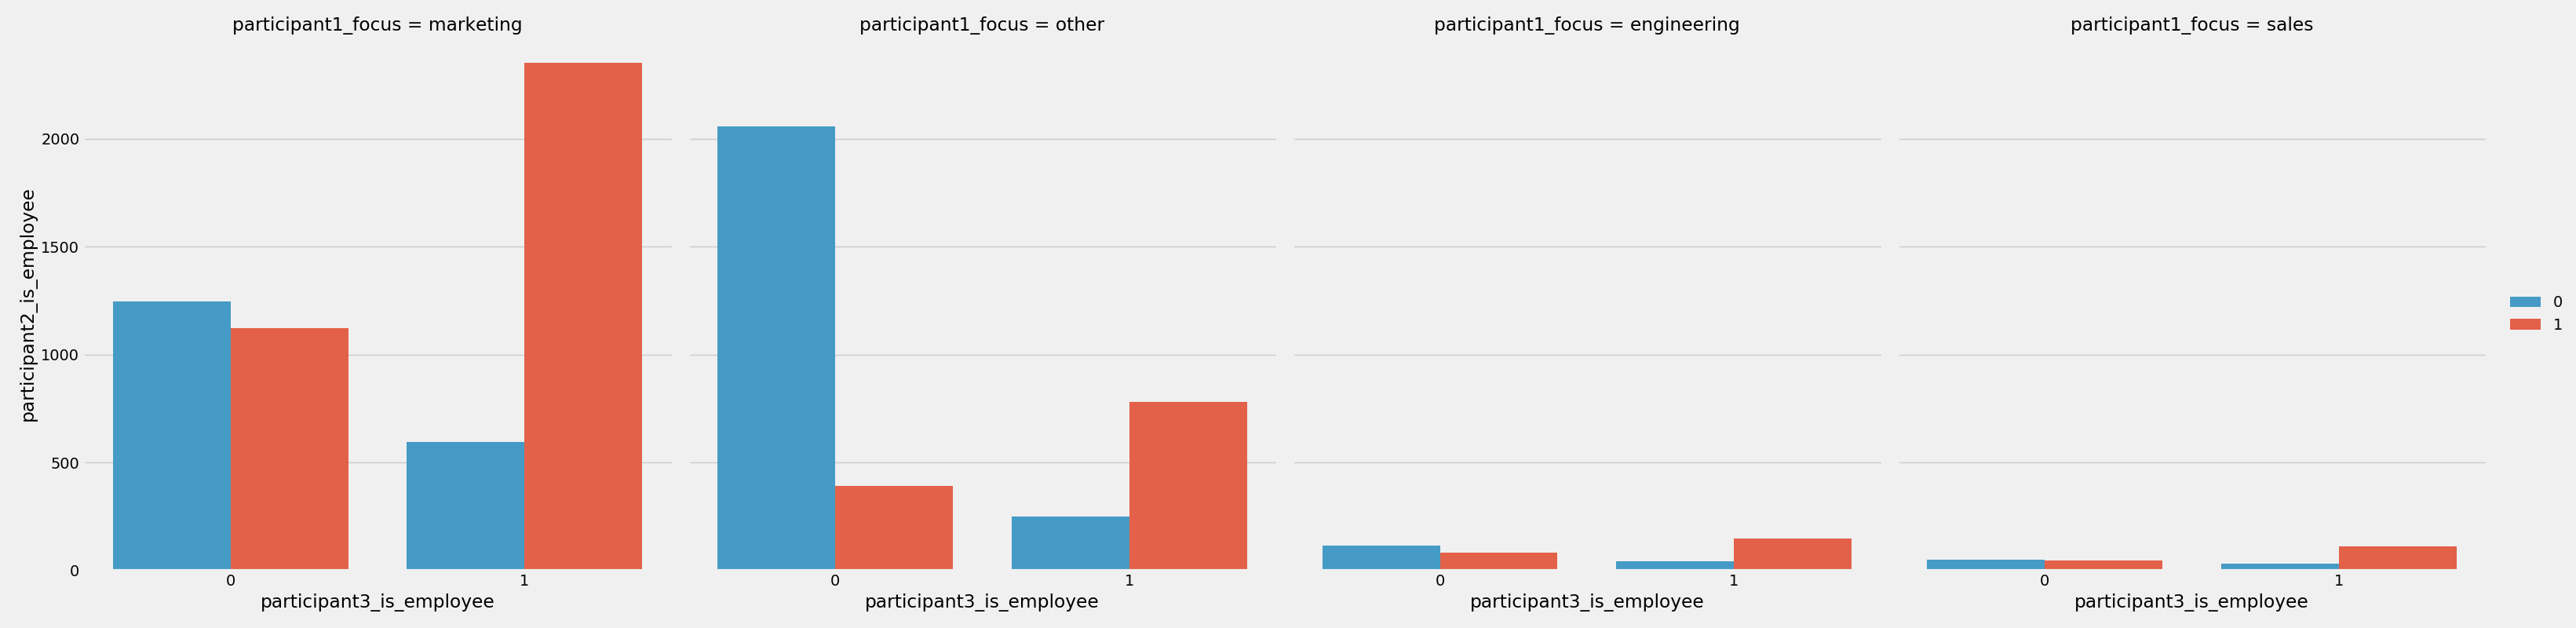 participant1_focus = marketing
participant1_focus = other
participant1_focus = engineering
participant1_focus = sales
participant2_is_employee
2000
1500
1000
500
0
0 1
0 1
0 1
0 1
participant3_is_employee
participant3_is_employee
participant3_is_employee
participant3_is_employee
0
1